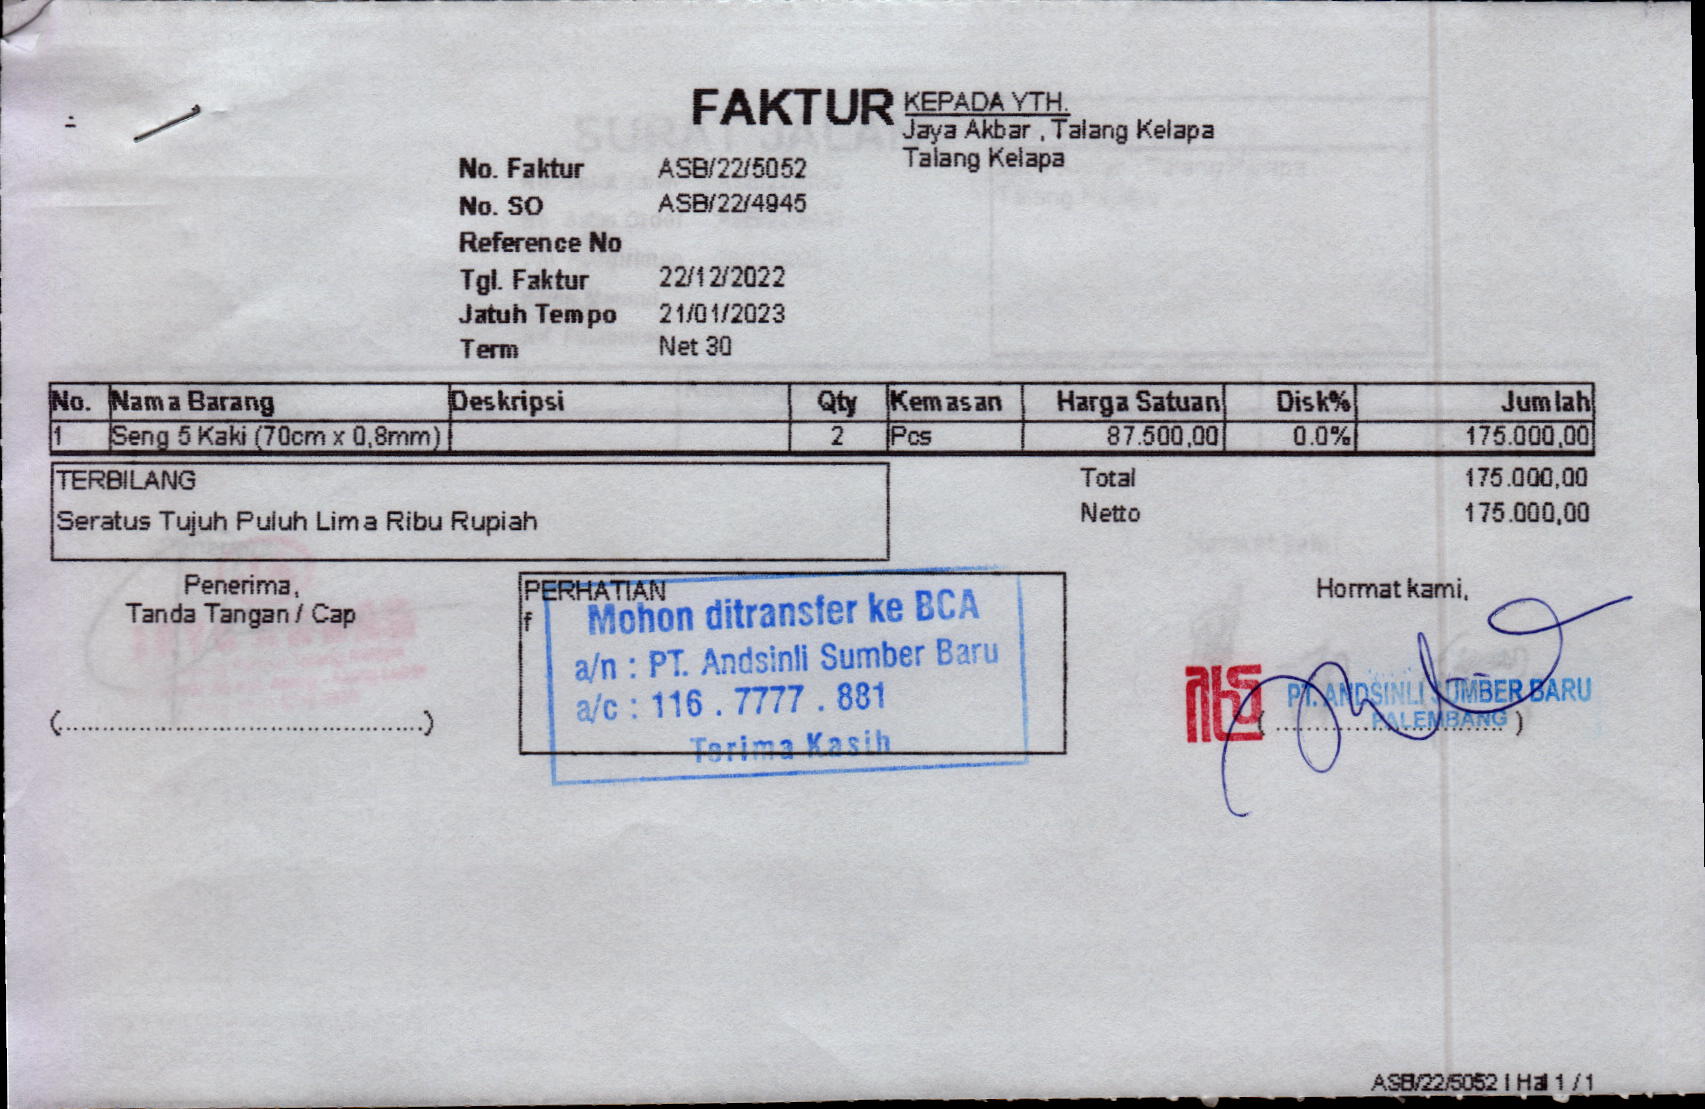 FAKTUR
KEPADA YTH.
Jaya Akbar , Talang Kelapa
Talang Kelapa
No. Faktur ASB/22/5052
No. SO ASB/22/4945
Reference No
Tgl. Faktur 22/12/2022
Jatuh Tempo 21/01/2023
Term Net 30
No. Nama Barang Deskripsi Qty Kemasan Harga Satuan Disk% Jumlah
1 Seng 5 Kaki (70cm x 0,8mm) 2 Pcs 87.500,00 0.0% 175.000,00
TERBILANG
Seratus Tujuh Puluh Lima Ribu Rupiah
Total 175.000,00
Netto 175.000,00
Penerima,
Tanda Tangan / Cap
(........................................................)
PERHATIAN
f
Mohon ditransfer ke BCA
a/n : PT. Andsinli Sumber Baru
a/c : 116 . 7777 . 881
Terima Kasih
Hormat kami,
PT. ANDSINLI SUMBER BARU
PALEMBANG
(...................................)
ASB/22/5052 | Hal 1 / 1